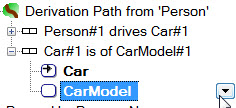 Derivation Path from 'Person'
Person#1 drives Car#1
Car#1 is of CarModel#1
Car
CarModel